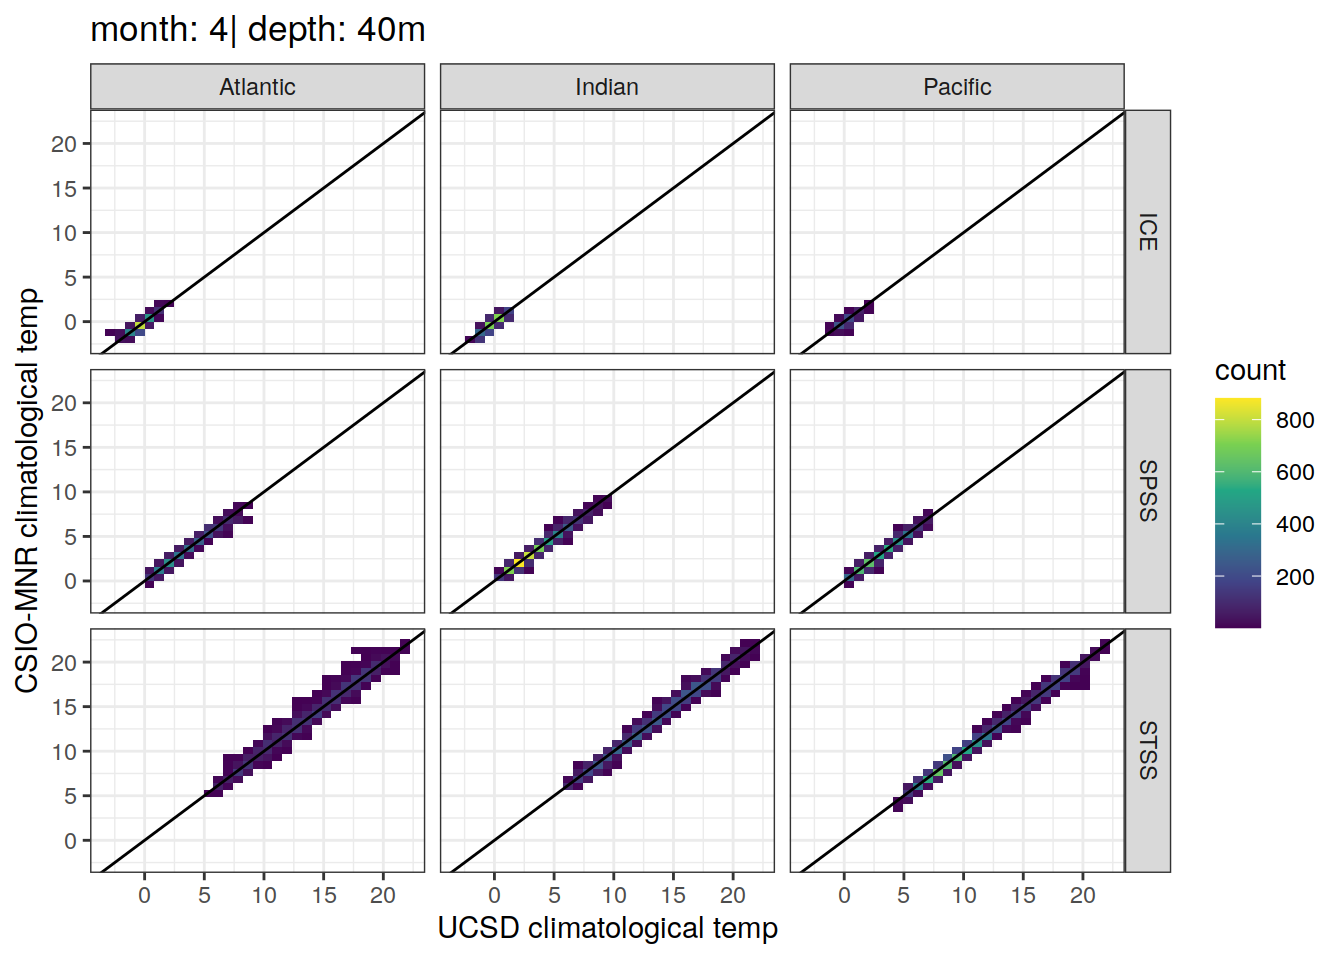 month: 4| depth: 40m
Atlantic
Indian
Pacific
20
15
10
5
0
ICE
20
15
10
5
0
SPSS
20
15
10
5
0
STSS
0 5 10 15 20
0 5 10 15 20
0 5 10 15 20
UCSD climatological temp
CSIO-MNR climatological temp
count
800
600
400
200